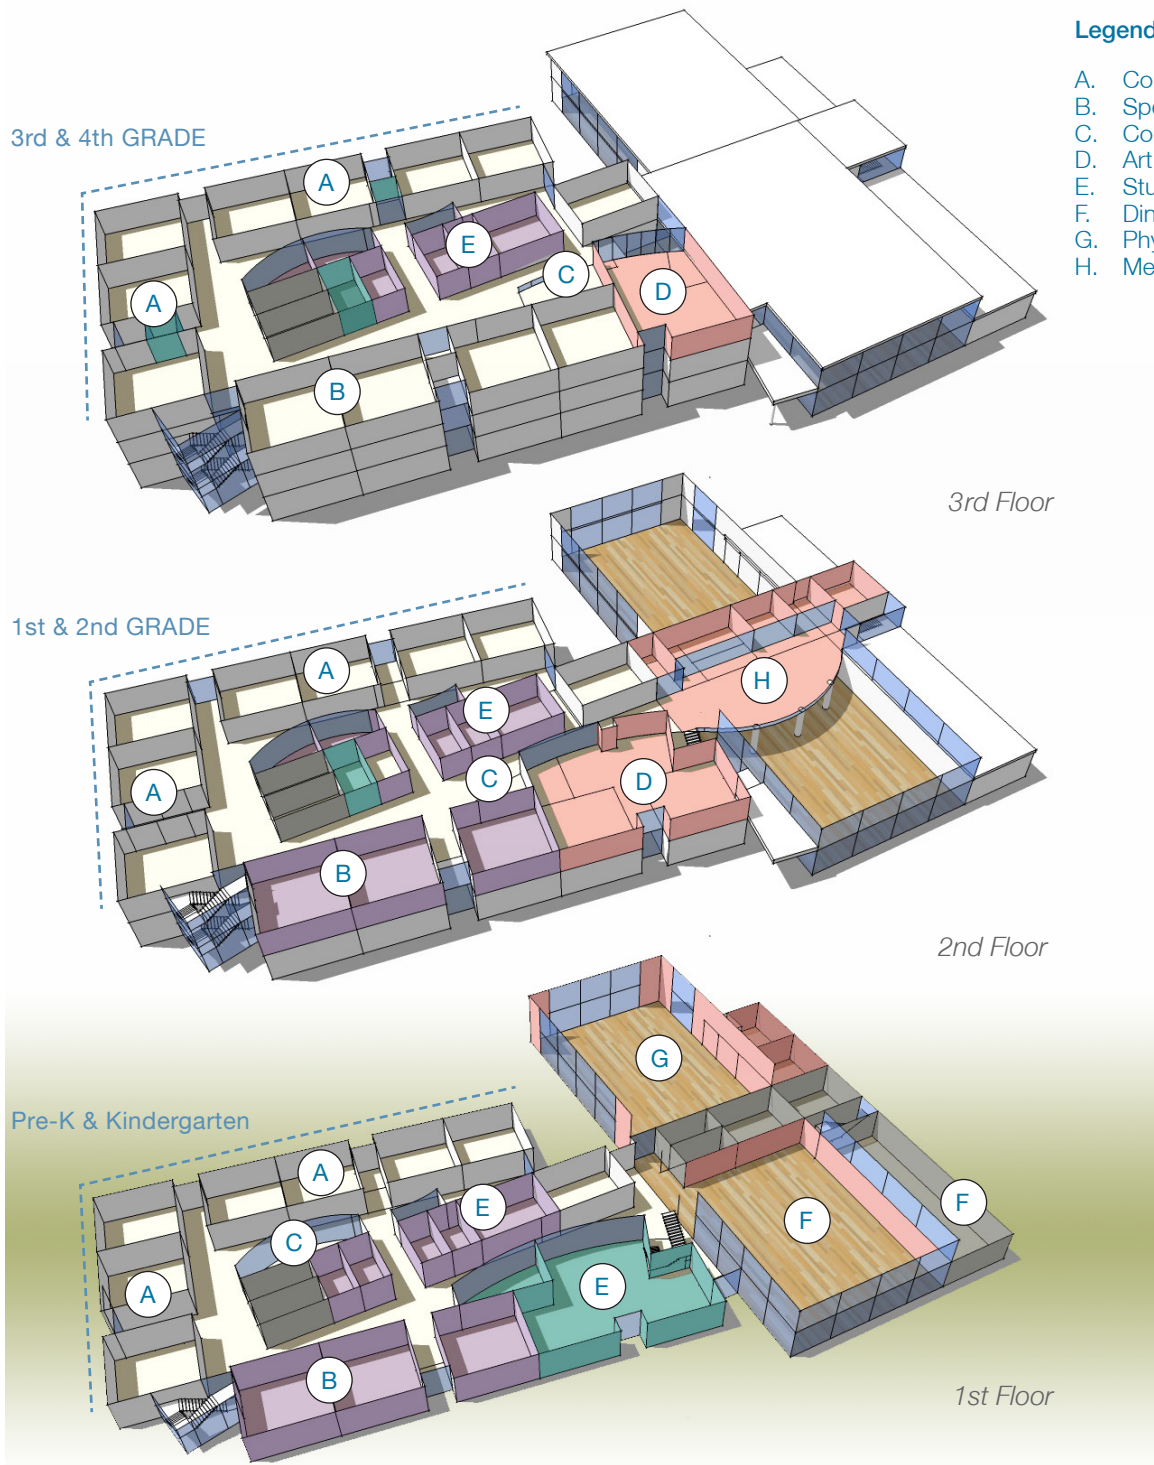 Legend
A. Co
B. Spe
C. Co
D. Art
E. Stu
F. Din
G. Phy
H. Me
3rd & 4th GRADE
A
E
C
A
D
B
3rd Floor
1st & 2nd GRADE
A
H
E
C
D
A
B
2nd Floor
Pre-K & Kindergarten
G
A
E
F
F
C
E
A
B
1st Floor